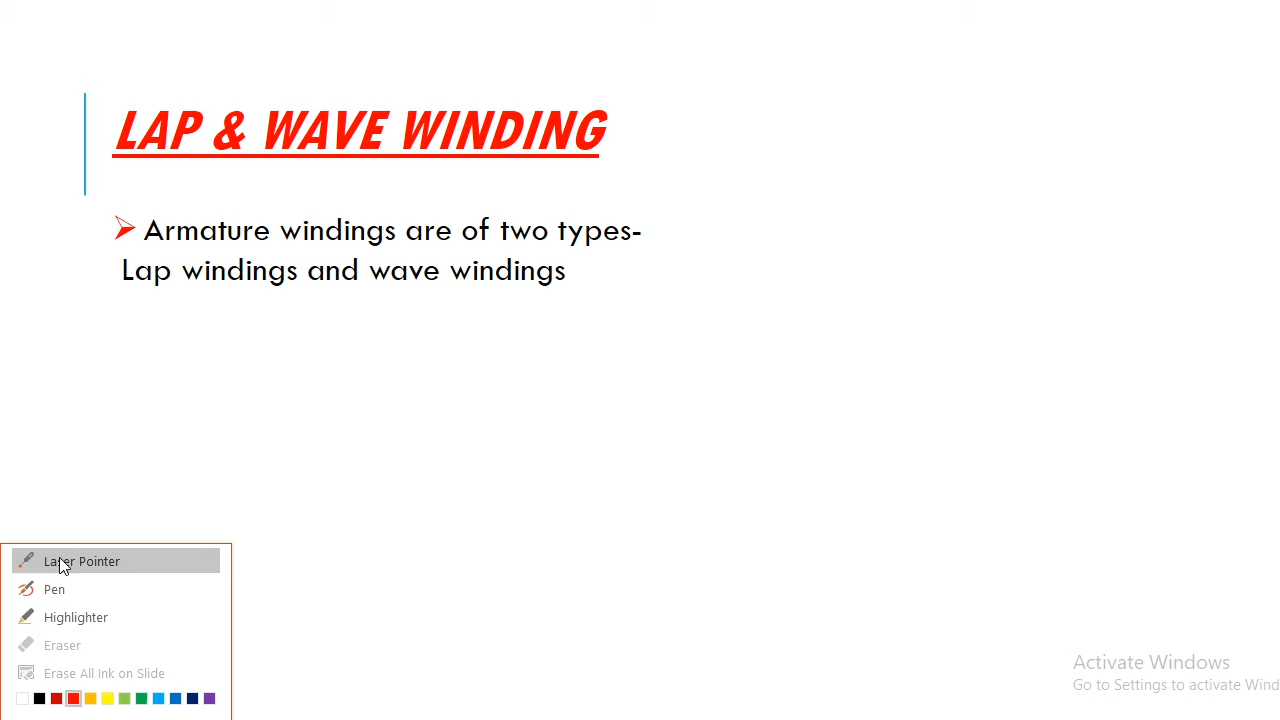 LAP & WAVE WINDING
Armature windings are of two types-
Lap windings and wave windings
Laser Pointer
Pen
Highlighter
Eraser
Erase All Ink on Slide
Activate Windows
Go to Settings to activate Wind